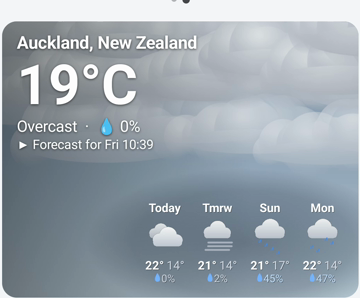 Auckland, New Zealand
19°C
Overcast · 0%
► Forecast for Fri 10:39
Today Tmrw Sun Mon
22° 14° 21° 14° 21° 17° 22° 14°
0% 2% 45% 47%